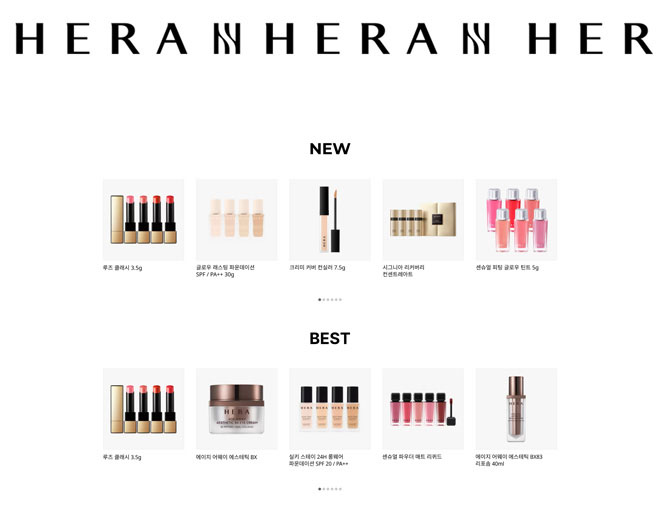 HERA HERA HER
NEW
루즈 클래시 3.5g
글로우 래스팅 파운데이션
SPF / PA++ 30g
크리미 커버 컨실러 7.5g
시그니아 리커버리
컨센트레이트
센슈얼 피팅 글로우 틴트 5g
BEST
루즈 클래시 3.5g
에이지 어웨이 에스테틱 BX
실키 스테이 24H 롱웨어
파운데이션 SPF 20 / PA++
센슈얼 파우더 매트 리퀴드
에이지 어웨이 에스테틱 BX83
리포솜 40ml
HERA